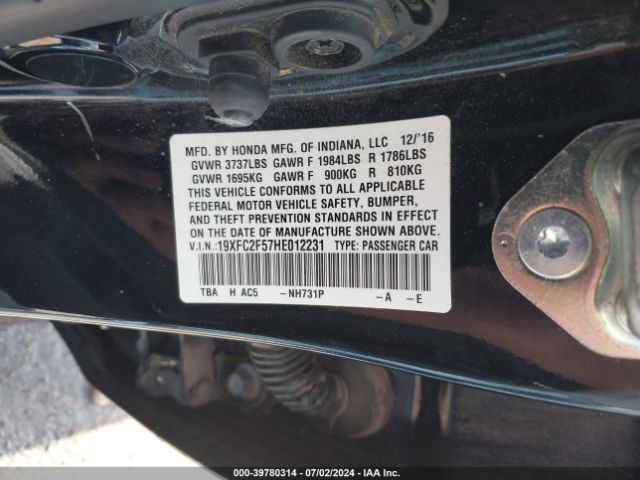 MFD. BY HONDA MFG. OF INDIANA, LLC 12/'16
GVWR 3737LBS GAWR F 1984LBS R 1786LBS
GVWR 1695KG GAWR F 900KG R 810KG
THIS VEHICLE CONFORMS TO ALL APPLICABLE
FEDERAL MOTOR VEHICLE SAFETY, BUMPER,
AND THEFT PREVENTION STANDARDS IN EFFECT
ON THE DATE OF MANUFACTURE SHOWN ABOVE.
V.I.N.:19XFC2F57HE012231 TYPE: PASSENGER CAR
TBA H AC5 -NH731P -A -E
000-39780314 / 07/02/2024 / IAA Inc.